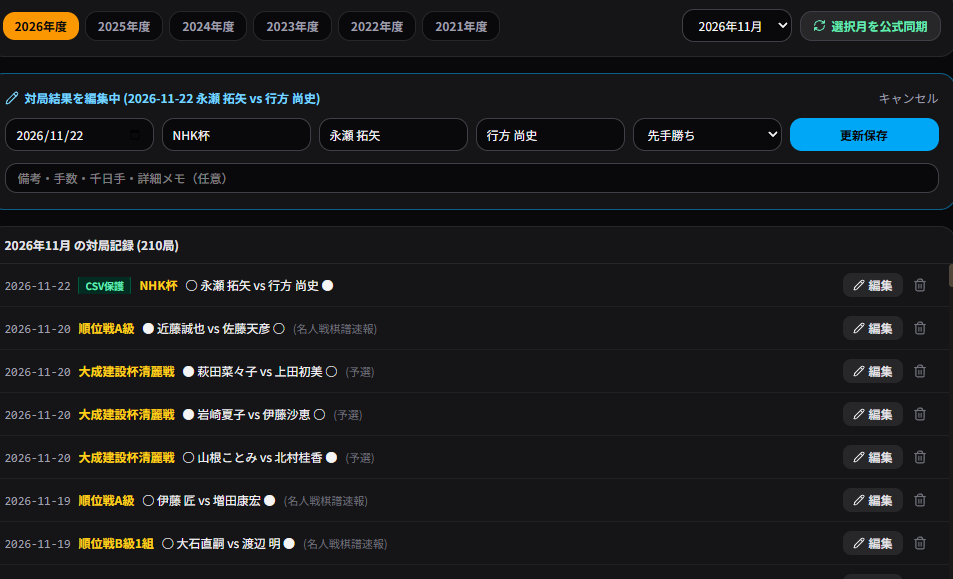 2026年度 2025年度 2024年度 2023年度 2022年度 2021年度 2026年11月 選択月を公式同期
対局結果を編集中 (2026-11-22 永瀬 拓矢 vs 行方 尚史) キャンセル
2026/11/22 NHK杯 永瀬 拓矢 行方 尚史 先手勝ち 更新保存
備考・手数・千日手・詳細メモ（任意）
2026年11月 の対局記録 (210局)
2026-11-22 CSV保護 NHK杯 ○ 永瀬 拓矢 vs 行方 尚史 ● 編集
2026-11-20 順位戦A級 ● 近藤誠也 vs 佐藤天彦 ○ (名人戦棋譜速報) 編集
2026-11-20 大成建設杯清麗戦 ● 萩田菜々子 vs 上田初美 ○ (予選) 編集
2026-11-20 大成建設杯清麗戦 ● 岩崎夏子 vs 伊藤沙恵 ○ (予選) 編集
2026-11-20 大成建設杯清麗戦 ○ 山根ことみ vs 北村桂香 ● (予選) 編集
2026-11-19 順位戦A級 ○ 伊藤 匠 vs 増田康宏 ● (名人戦棋譜速報) 編集
2026-11-19 順位戦B級1組 ○ 大石直嗣 vs 渡辺 明 ● (名人戦棋譜速報) 編集